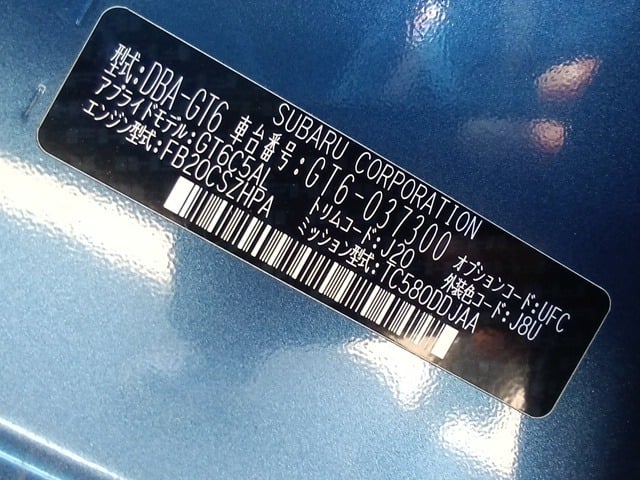 SUBARU CORPORATION
型式:DBA-GT6 車台番号:GT6-037300
アプライドモデル:GT6C5AL トリムコード:J20 オプションコード:UFC
エンジン型式:FB20CSZHPA ミッション型式:TC580DDJAA 外装色コード:J8U